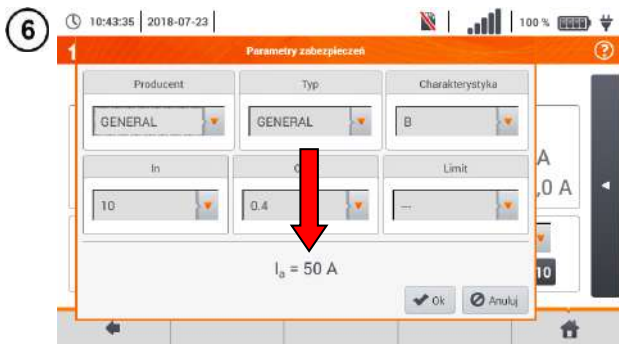 6
10:43:35 2018-07-23 100 %
Parametry zabezpieczeń
Producent Typ Charakterystyka
GENERAL GENERAL B
In Limit
10 0.4 ---
A
,0 A
Iₐ = 50 A
10
Ok Anuluj